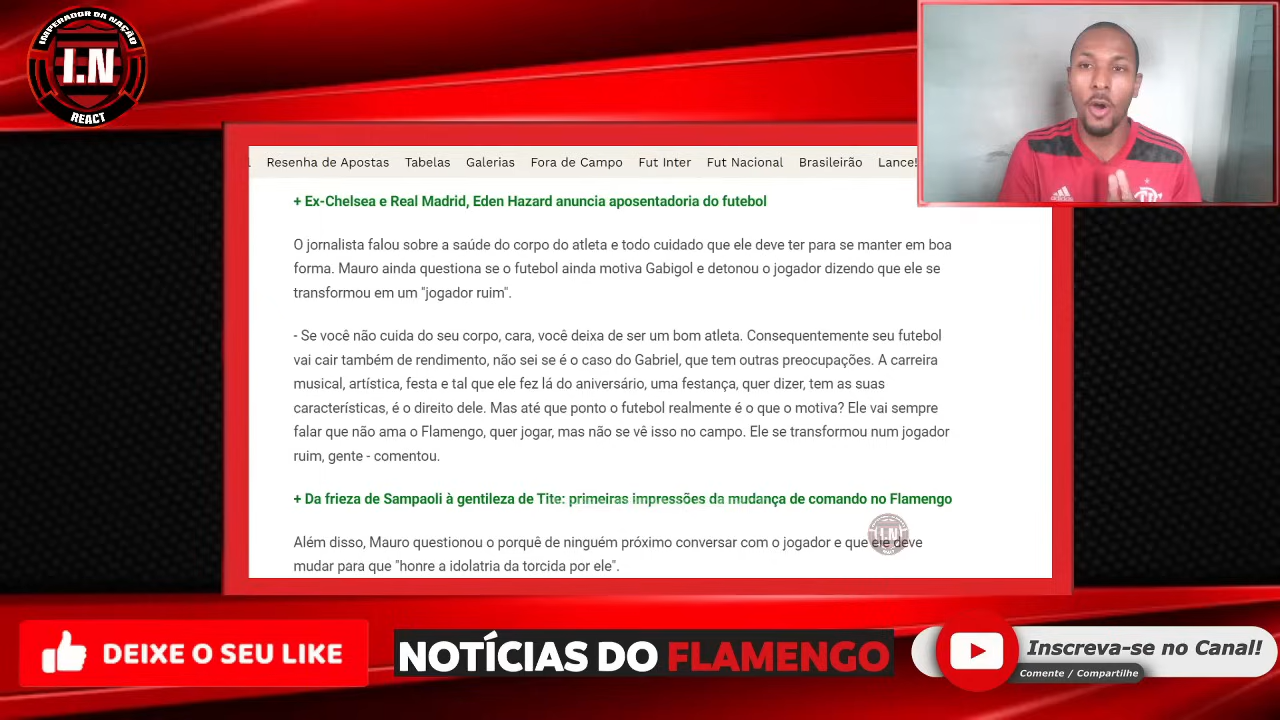 IMPERADOR DA NAÇÃO
I.N
REACT
Resenha de Apostas Tabelas Galerias Fora de Campo Fut Inter Fut Nacional Brasileirão Lance!
+ Ex-Chelsea e Real Madrid, Eden Hazard anuncia aposentadoria do futebol
O jornalista falou sobre a saúde do corpo do atleta e todo cuidado que ele deve ter para se manter em boa
forma. Mauro ainda questiona se o futebol ainda motiva Gabigol e detonou o jogador dizendo que ele se
transformou em um "jogador ruim".
- Se você não cuida do seu corpo, cara, você deixa de ser um bom atleta. Consequentemente seu futebol
vai cair também de rendimento, não sei se é o caso do Gabriel, que tem outras preocupações. A carreira
musical, artística, festa e tal que ele fez lá do aniversário, uma festança, quer dizer, tem as suas
características, é o direito dele. Mas até que ponto o futebol realmente é o que o motiva? Ele vai sempre
falar que não ama o Flamengo, quer jogar, mas não se vê isso no campo. Ele se transformou num jogador
ruim, gente - comentou.
+ Da frieza de Sampaoli à gentileza de Tite: primeiras impressões da mudança de comando no Flamengo
Além disso, Mauro questionou o porquê de ninguém próximo conversar com o jogador e que ele deve
mudar para que "honre a idolatria da torcida por ele".
I.N
DEIXE O SEU LIKE
NOTÍCIAS DO FLAMENGO
Inscreva-se no Canal!
Comente / Compartilhe